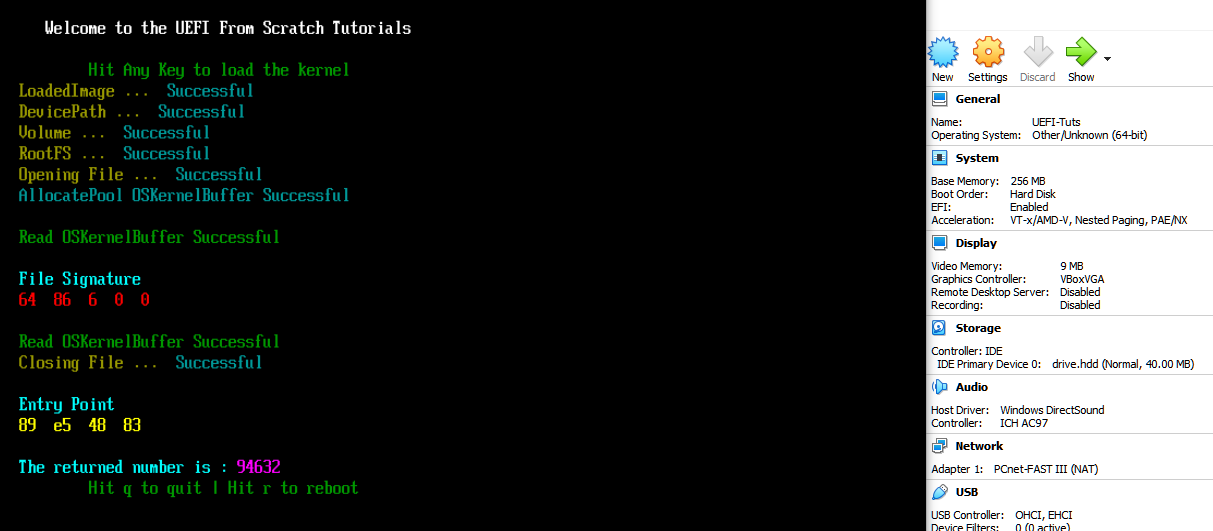 Welcome to the UEFI From Scratch Tutorials
Hit Any Key to load the kernel
LoadedImage ... Successful
DevicePath ... Successful
Volume ... Successful
RootFS ... Successful
Opening File ... Successful
AllocatePool OSKernelBuffer Successful
Read OSKernelBuffer Successful
File Signature
64 86 6 0 0
Read OSKernelBuffer Successful
Closing File ... Successful
Entry Point
89 e5 48 83
The returned number is : 94632
Hit q to quit | Hit r to reboot
New Settings Discard Show
General
Name: UEFI-Tuts
Operating System: Other/Unknown (64-bit)
System
Base Memory: 256 MB
Boot Order: Hard Disk
EFI: Enabled
Acceleration: VT-x/AMD-V, Nested Paging, PAE/NX
Display
Video Memory: 9 MB
Graphics Controller: VBoxVGA
Remote Desktop Server: Disabled
Recording: Disabled
Storage
Controller: IDE
IDE Primary Device 0: drive.hdd (Normal, 40.00 MB)
Audio
Host Driver: Windows DirectSound
Controller: ICH AC97
Network
Adapter 1: PCnet-FAST III (NAT)
USB
USB Controller: OHCI, EHCI
Device Filters: 0 (0 active)